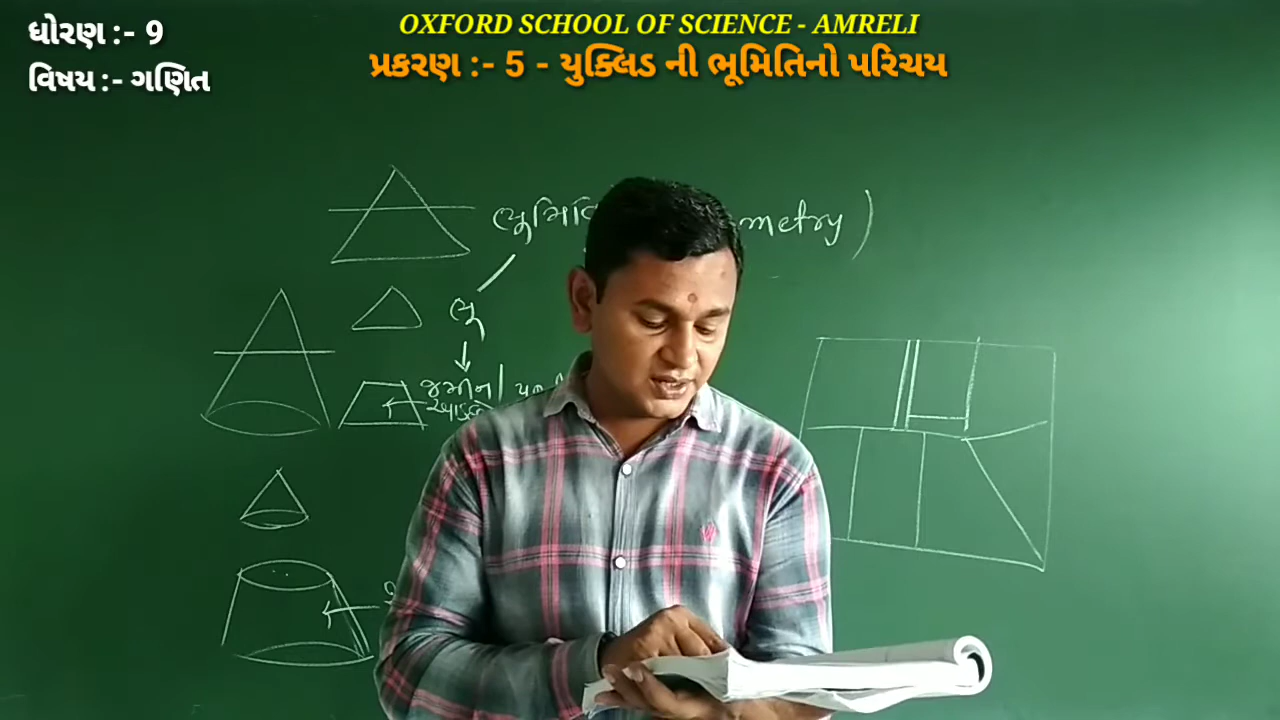 ધોરણ :- 9
OXFORD SCHOOL OF SCIENCE - AMRELI
વિષય :- ગણિત
પ્રકરણ :- 5 - યુક્લિડ ની ભૂમિતિનો પરિચય
ભૂમિતિ metry)
ભૂ
જમીન /